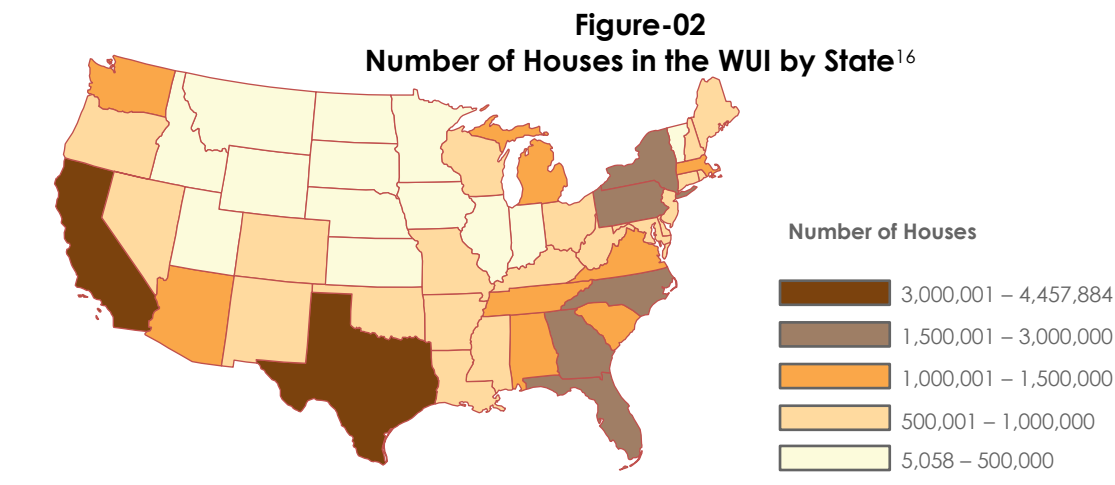 Figure-02
Number of Houses in the WUI by State16
Number of Houses
3,000,001 – 4,457,884
1,500,001 – 3,000,000
1,000,001 – 1,500,000
500,001 – 1,000,000
5,058 – 500,000